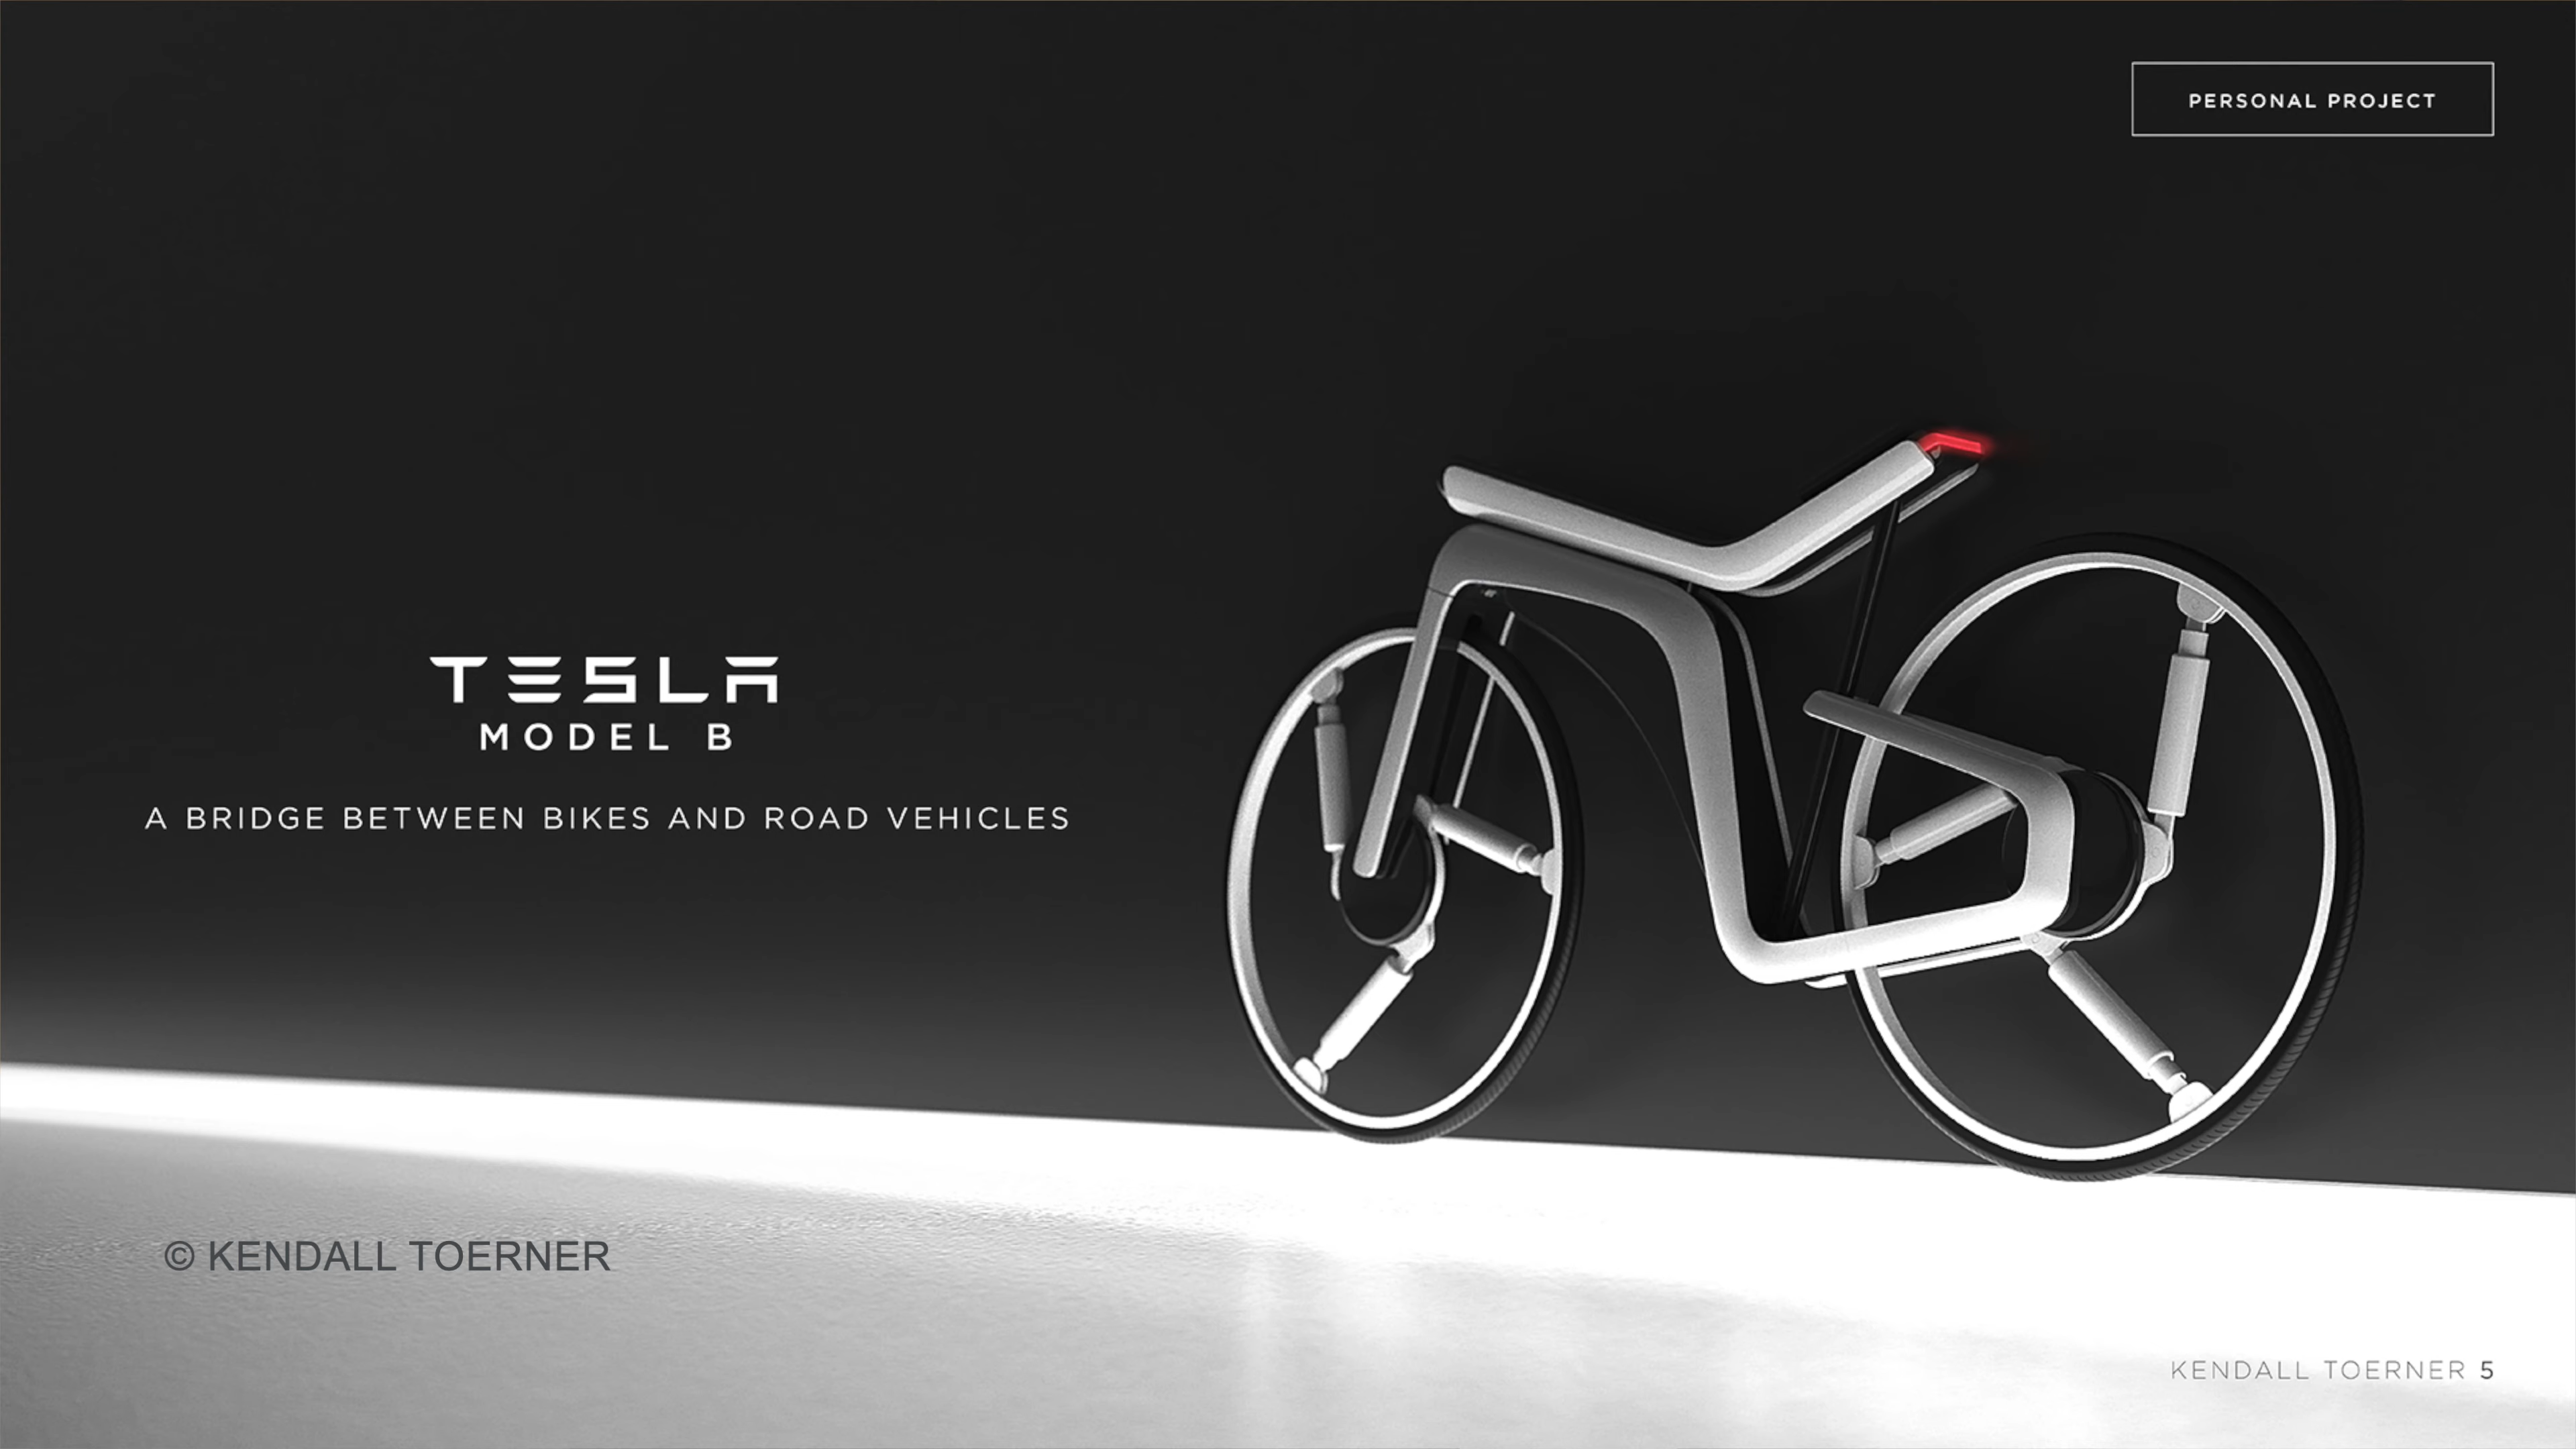 PERSONAL PROJECT
TESLA
MODEL B
A BRIDGE BETWEEN BIKES AND ROAD VEHICLES
© KENDALL TOERNER
KENDALL TOERNER 5